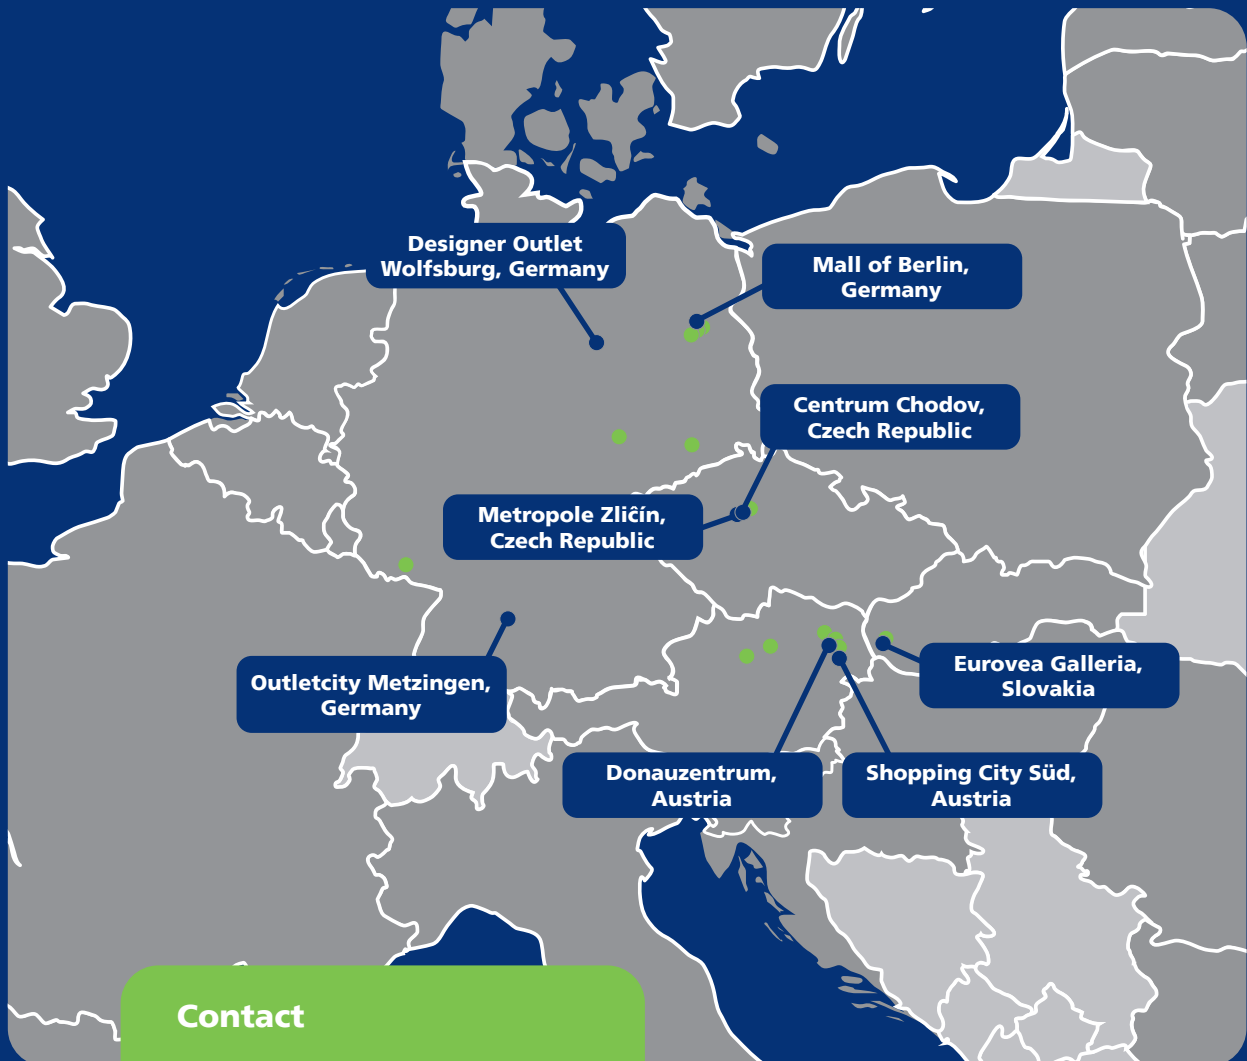 Designer Outlet
Wolfsburg, Germany
Mall of Berlin,
Germany
Centrum Chodov,
Czech Republic
Metropole Zličín,
Czech Republic
Outletcity Metzingen,
Germany
Eurovea Galleria,
Slovakia
Donauzentrum,
Austria
Shopping City Süd,
Austria
Contact